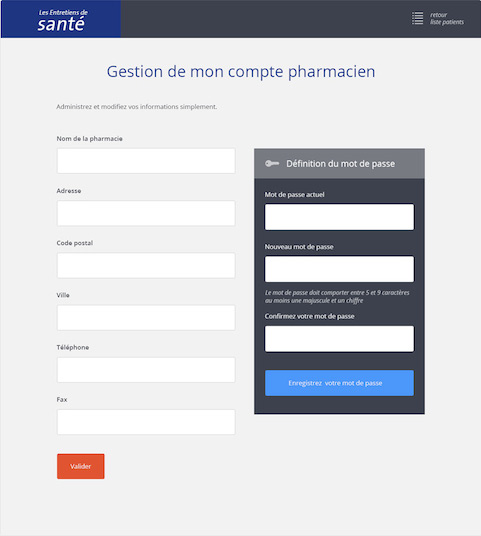 Les Entretiens de
santé
retour
liste patients
Gestion de mon compte pharmacien
Administrez et modifiez vos informations simplement.
Nom de la pharmacie
Adresse
Code postal
Ville
Téléphone
Fax
Valider
Définition du mot de passe
Mot de passe actuel
Nouveau mot de passe
Le mot de passe doit comporter entre 5 et 9 caractères
au moins une majuscule et un chiffre
Confirmez votre mot de passe
Enregistrez votre mot de passe